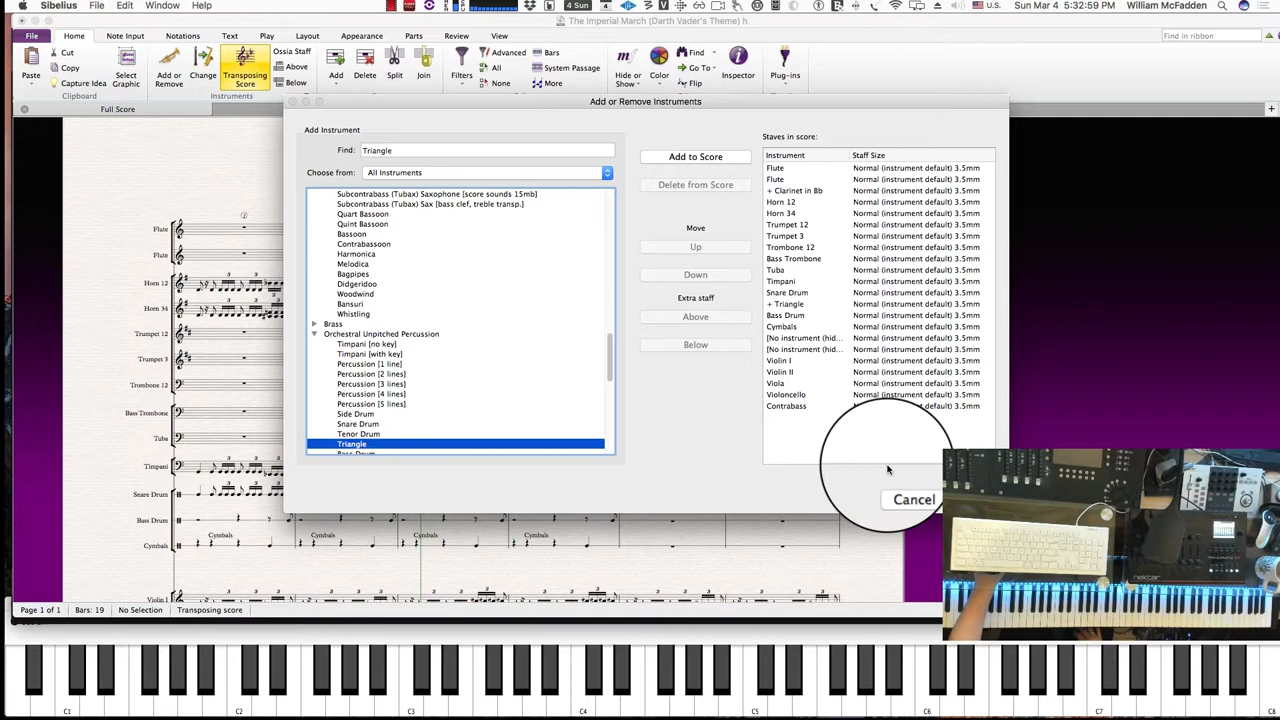 Sibelius File Edit Window Help
4 Sun U.S. Sun Mar 4 5:32:59 PM William McFadden
The Imperial March (Darth Vader's Theme) h
File Home Note Input Notations Text Play Layout Appearance Parts Review View Find in ribbon
Paste
Cut
Copy
Capture Idea
Select Graphic
Clipboard
Add or Remove
Change
Transposing Score
Ossia Staff
Above
Below
Instruments
Add
Delete
Split
Join
Bars
System Passage
More
Filters
Advanced
All
None
Hide or Show
Color
Find
Go To
Flip
Inspector
Plug-ins
Full Score
Add or Remove Instruments
Add Instrument
Find: Triangle
Choose from: All Instruments
Subcontrabass (Tubax) Saxophone [score sounds 15mb]
Subcontrabass (Tubax) Sax [bass clef, treble transp.]
Quart Bassoon
Quint Bassoon
Bassoon
Contrabassoon
Harmonica
Melodica
Bagpipes
Didgeridoo
Woodwind
Bansuri
Whistling
Brass
Orchestral Unpitched Percussion
Timpani [no key]
Timpani [with key]
Percussion [1 line]
Percussion [2 lines]
Percussion [3 lines]
Percussion [4 lines]
Percussion [5 lines]
Side Drum
Snare Drum
Tenor Drum
Triangle
Bass Drum
Add to Score
Delete from Score
Move
Up
Down
Extra staff
Above
Below
Staves in score:
Instrument Staff Size
Flute Normal (instrument default) 3.5mm
Flute Normal (instrument default) 3.5mm
+ Clarinet in Bb Normal (instrument default) 3.5mm
Horn 12 Normal (instrument default) 3.5mm
Horn 34 Normal (instrument default) 3.5mm
Trumpet 12 Normal (instrument default) 3.5mm
Trumpet 3 Normal (instrument default) 3.5mm
Trombone 12 Normal (instrument default) 3.5mm
Bass Trombone Normal (instrument default) 3.5mm
Tuba Normal (instrument default) 3.5mm
Timpani Normal (instrument default) 3.5mm
Snare Drum Normal (instrument default) 3.5mm
+ Triangle Normal (instrument default) 3.5mm
Bass Drum Normal (instrument default) 3.5mm
Cymbals Normal (instrument default) 3.5mm
[No instrument (hid... Normal (instrument default) 3.5mm
[No instrument (hid... Normal (instrument default) 3.5mm
Violin I Normal (instrument default) 3.5mm
Violin II Normal (instrument default) 3.5mm
Viola Normal (instrument default) 3.5mm
Violoncello Normal (instrument default) 3.5mm
Contrabass Normal (instrument default) 3.5mm
Cancel
Flute
Flute
Horn 12
Horn 34
Trumpet 12
Trumpet 3
Trombone 12
Bass Trombone
Tuba
Timpani
Snare Drum
Bass Drum
Cymbals
Cymbals Cymbals Cymbals Cymbals
Violin I
nektar
Page 1 of 1 Bars: 19 No Selection Transposing score
C1 C2 C3 C4 C5 C6 C7 C8